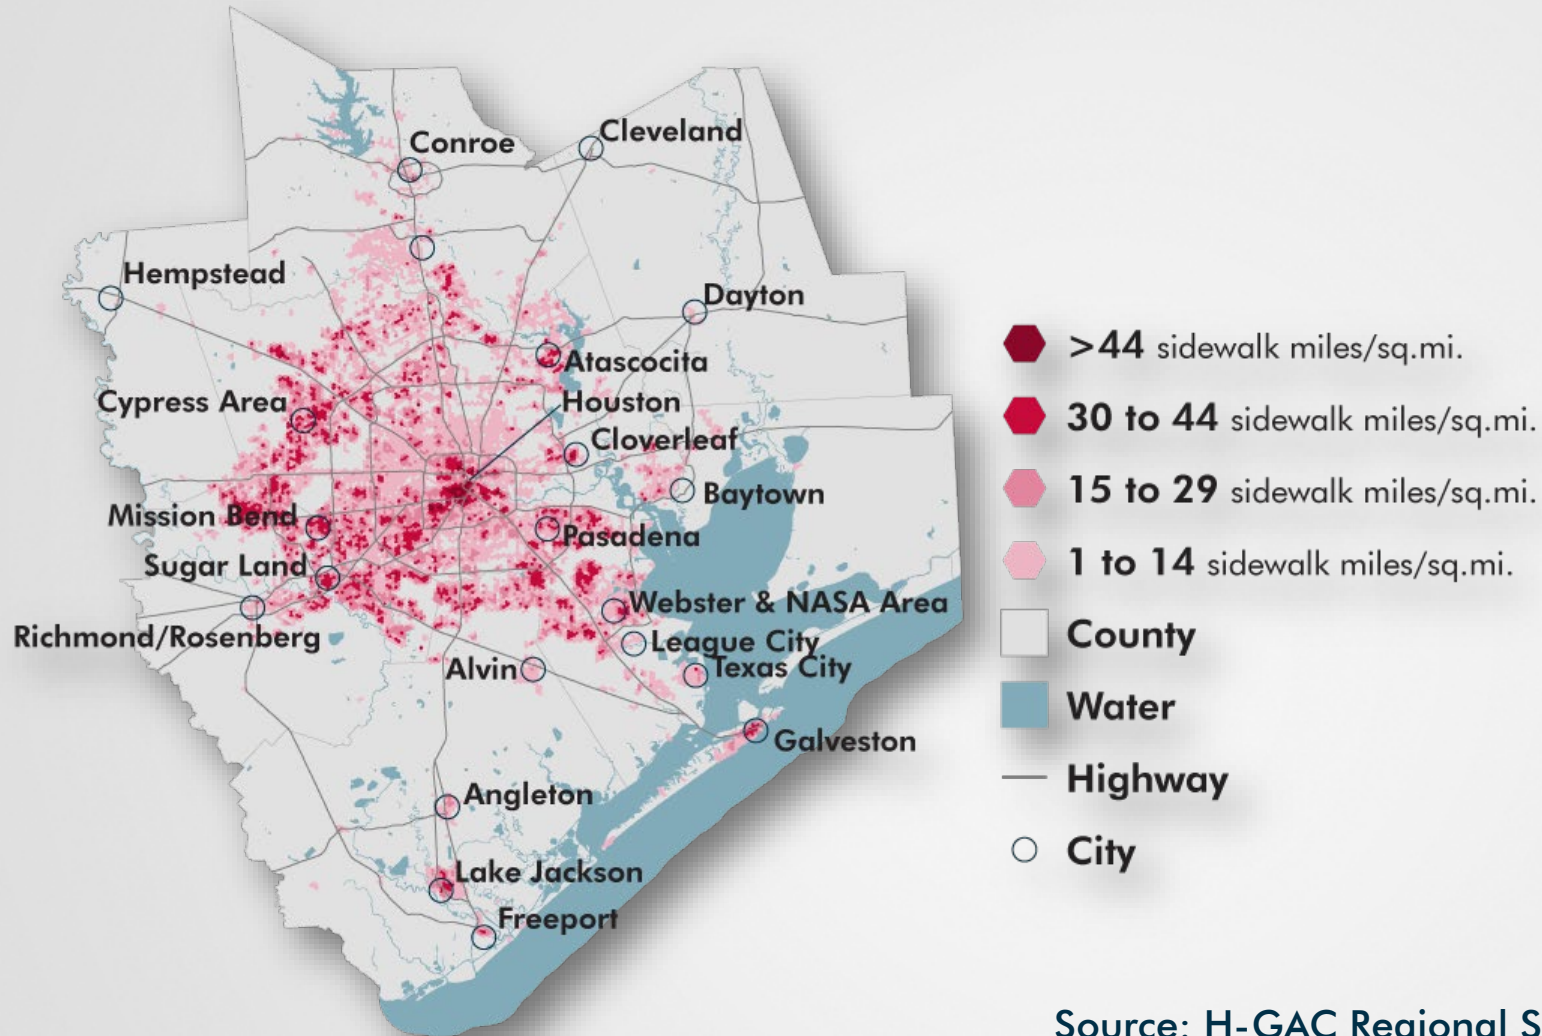 Conroe
Cleveland
Hempstead
Dayton
Atascocita
Cypress Area
Houston
Cloverleaf
Baytown
Mission Bend
Pasadena
Sugar Land
Webster & NASA Area
Richmond/Rosenberg
League City
Alvin
Texas City
Galveston
Angleton
Lake Jackson
Freeport
>44 sidewalk miles/sq.mi.
30 to 44 sidewalk miles/sq.mi.
15 to 29 sidewalk miles/sq.mi.
1 to 14 sidewalk miles/sq.mi.
County
Water
Highway
City
Source: H-GAC Regional S